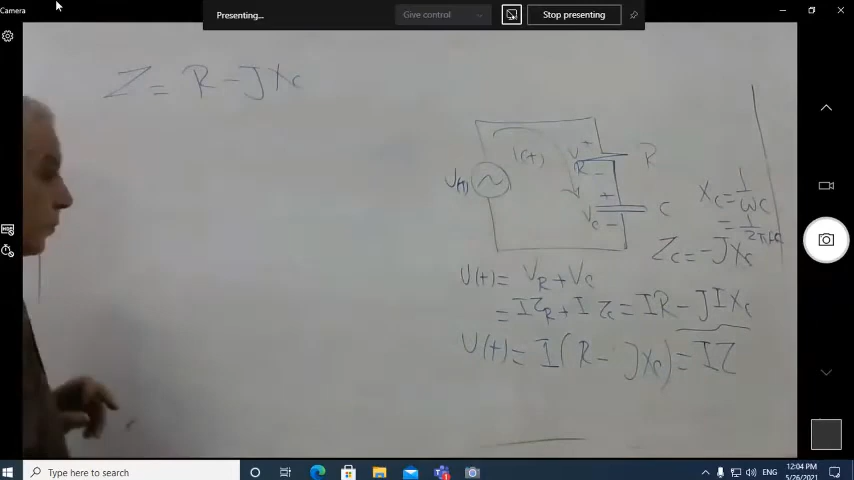 Camera
Presenting...
Give control
Stop presenting
Z = R - JXc
i(t)
V +
R -
R
U(t)
+
Vc -
C
Xc = 1/ωC
= 1/2πfC
Zc = -JXc
U(t) = VR + Vc
= IZR + I Zc = IR - JIXc
U(t) = I(R - JXc) = IZ
Type here to search
ENG
12:04 PM
5/26/2021